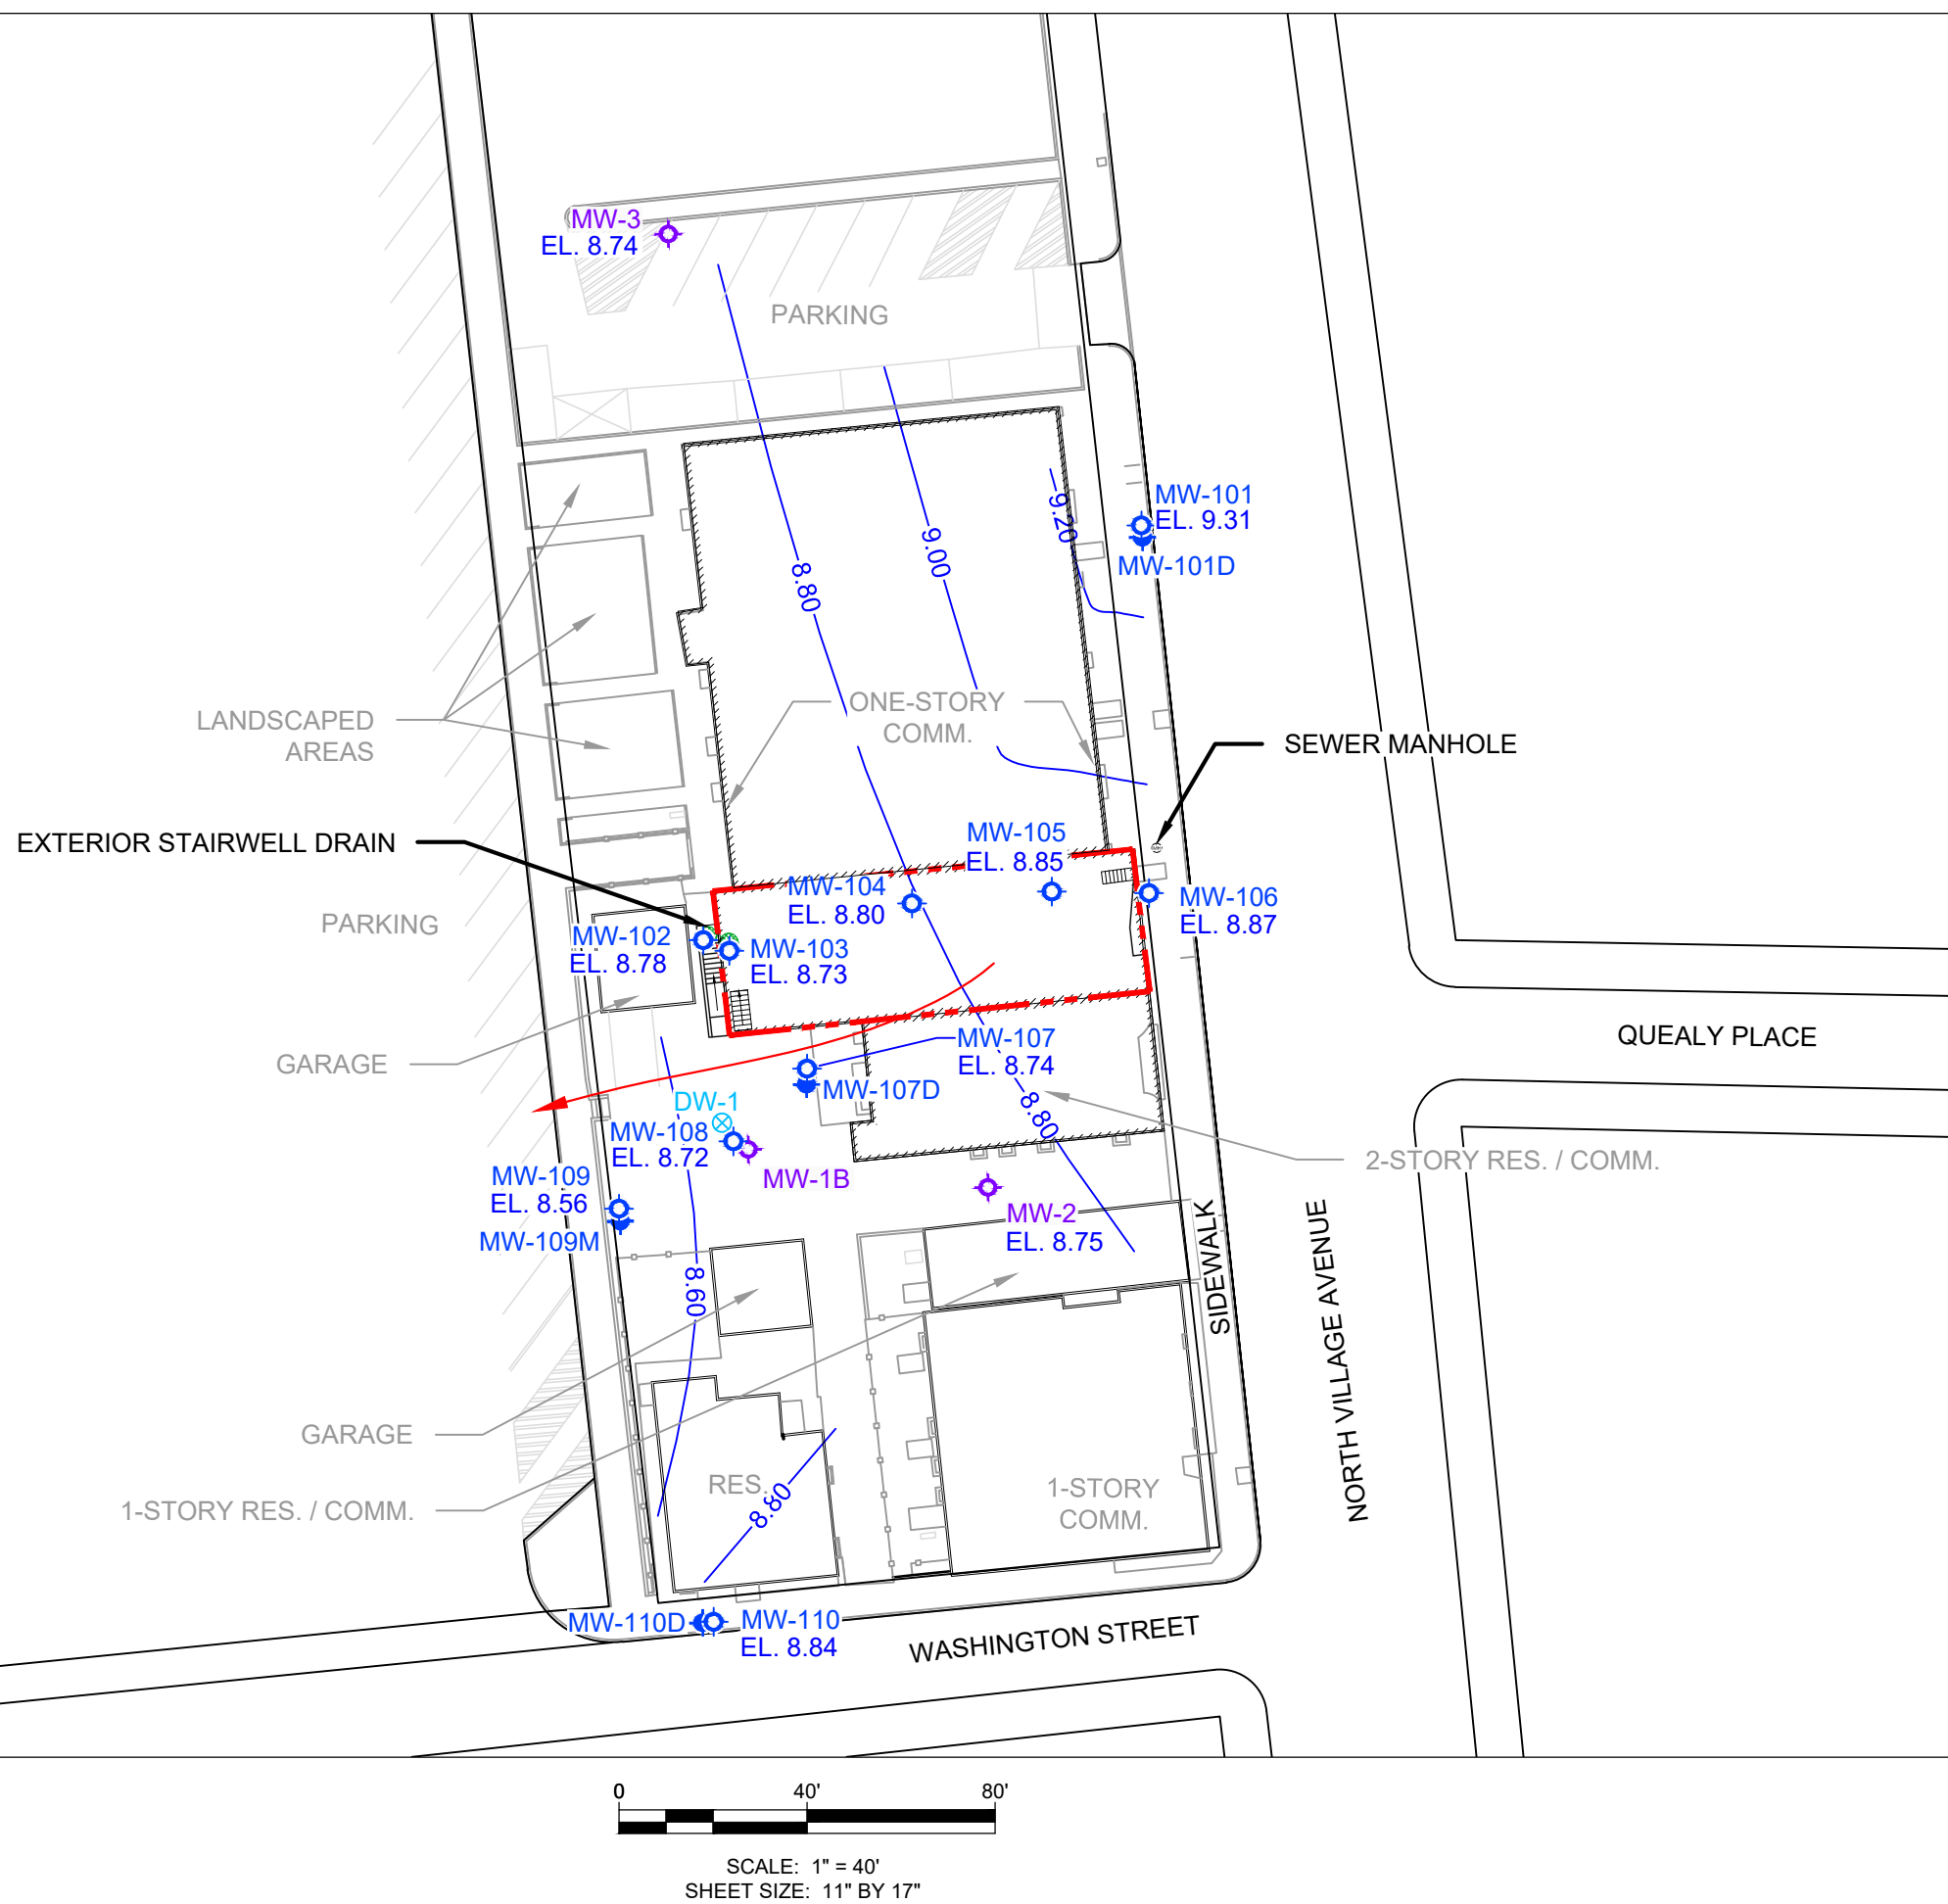 MW-3
EL. 8.74
PARKING
MW-101
EL. 9.31
MW-101D
9.20
9.00
8.80
ONE-STORY
COMM.
LANDSCAPED
AREAS
SEWER MANHOLE
EXTERIOR STAIRWELL DRAIN
MW-105
EL. 8.85
MW-104
EL. 8.80
MW-106
EL. 8.87
PARKING
MW-102
EL. 8.78
MW-103
EL. 8.73
GARAGE
QUEALY PLACE
MW-107
EL. 8.74
MW-107D
DW-1
8.80
MW-108
EL. 8.72
MW-1B
2-STORY RES. / COMM.
MW-109
EL. 8.56
MW-109M
MW-2
EL. 8.75
SIDEWALK
NORTH VILLAGE AVENUE
8.60
GARAGE
RES.
8.80
1-STORY RES. / COMM.
1-STORY
COMM.
MW-110D
MW-110
EL. 8.84
WASHINGTON STREET
0 40' 80'
SCALE: 1" = 40'
SHEET SIZE: 11" BY 17"